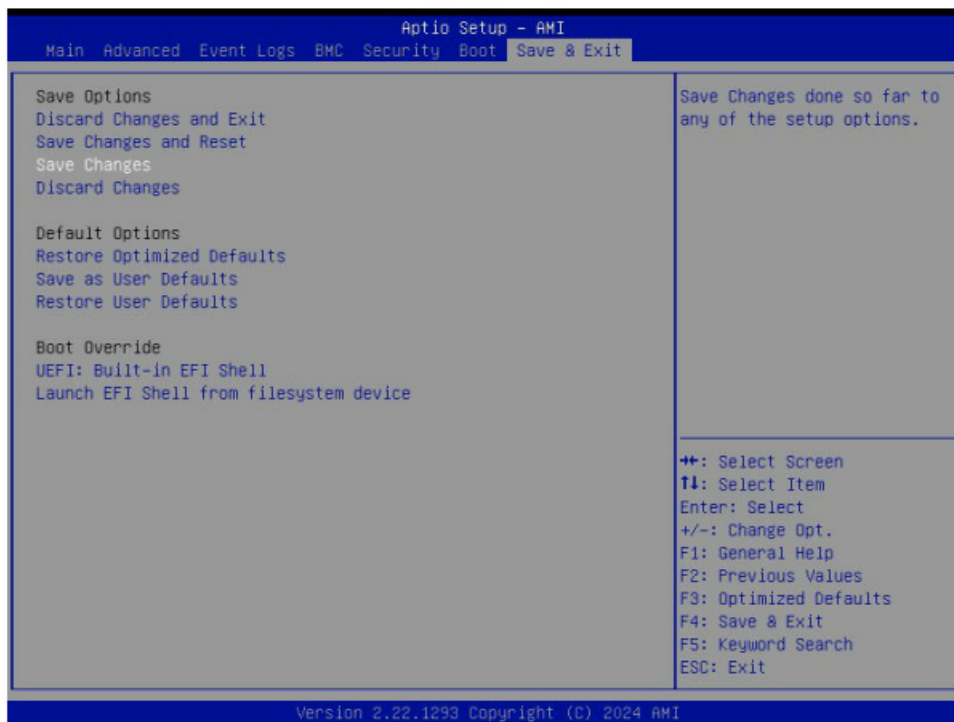 Aptio Setup – AMI
Main Advanced Event Logs BMC Security Boot Save & Exit
Save Options
Discard Changes and Exit
Save Changes and Reset
Save Changes
Discard Changes
Default Options
Restore Optimized Defaults
Save as User Defaults
Restore User Defaults
Boot Override
UEFI: Built-in EFI Shell
Launch EFI Shell from filesystem device
Save Changes done so far to
any of the setup options.
→←: Select Screen
↑↓: Select Item
Enter: Select
+/-: Change Opt.
F1: General Help
F2: Previous Values
F3: Optimized Defaults
F4: Save & Exit
F5: Keyword Search
ESC: Exit
Version 2.22.1293 Copyright (C) 2024 AMI